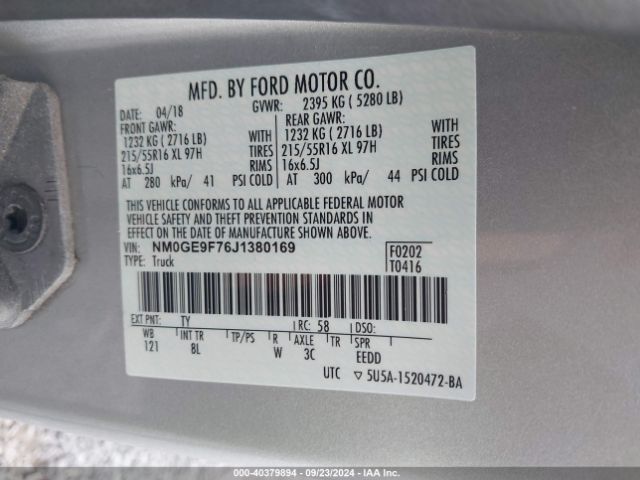 MFD. BY FORD MOTOR CO.
DATE: 04/18 GVWR: 2395 KG ( 5280 LB)
FRONT GAWR: REAR GAWR:
1232 KG ( 2716 LB) WITH 1232 KG ( 2716 LB) WITH
215/55R16 XL 97H TIRES 215/55R16 XL 97H TIRES
16x6.5J RIMS 16x6.5J RIMS
AT 280 kPa/ 41 PSI COLD AT 300 kPa/ 44 PSI COLD
THIS VEHICLE CONFORMS TO ALL APPLICABLE FEDERAL MOTOR
VEHICLE SAFETY AND THEFT PREVENTION STANDARDS IN
EFFECT ON THE DATE OF MANUFACTURE SHOWN ABOVE.
VIN: NM0GE9F76J1380169 F0202
TYPE: Truck T0416
EXT PNT: TY RC: 58 DSO:
WB INT TR TP/PS R AXLE TR SPR
121 BL W 3C EEDD
UTC ▽ 5U5A-1520472-BA
000-40379894 | 09/23/2024 | IAA Inc.